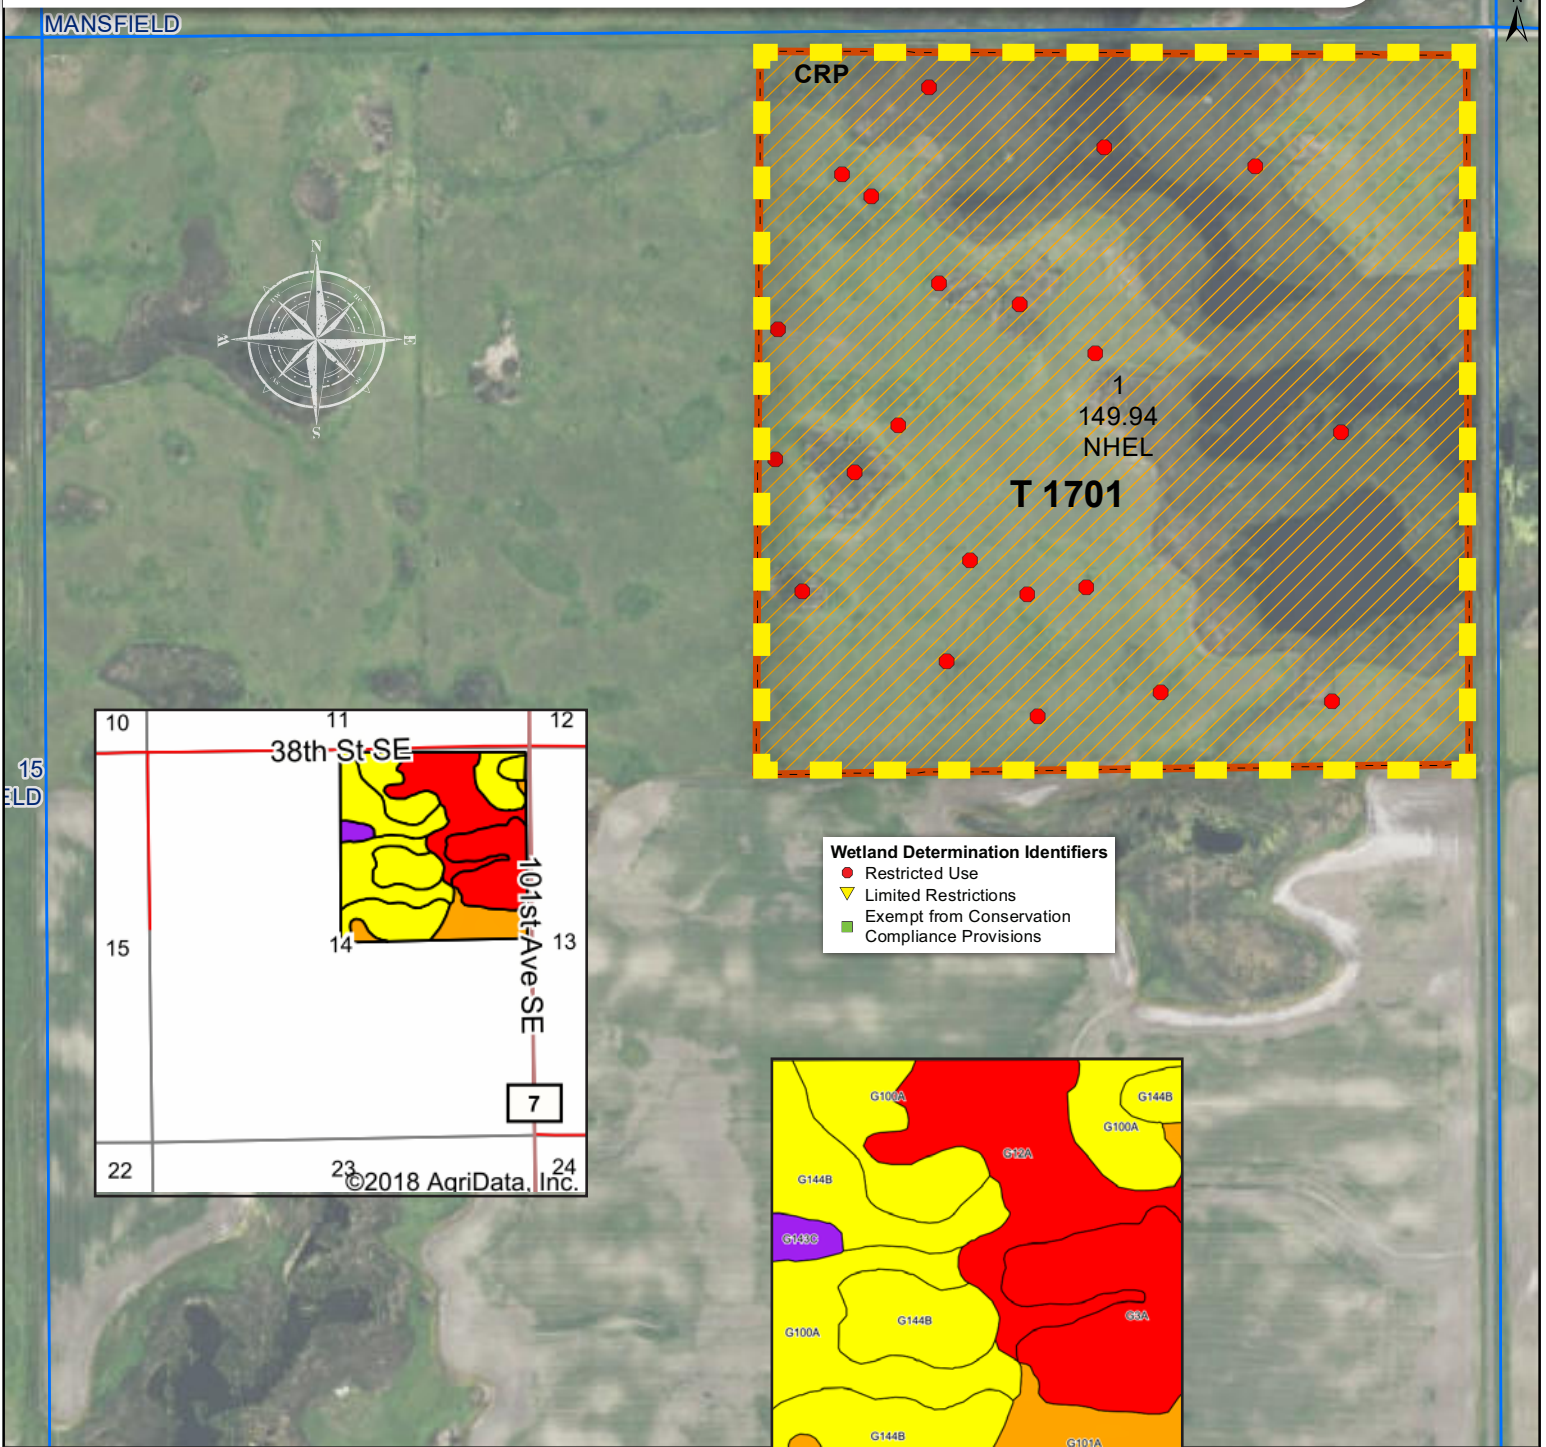 MANSFIELD
N
CRP
1
149.94
NHEL
T 1701
N
W
E
S
15
ELD
10
11
12
38th St SE
101st Ave SE
15
14
13
7
22
23
24
©2018 AgriData, Inc.
Wetland Determination Identifiers
Restricted Use
Limited Restrictions
Exempt from Conservation
Compliance Provisions
G100A
G144B
G100A
G12A
G144B
G143C
G3A
G144B
G100A
G144B
G101A